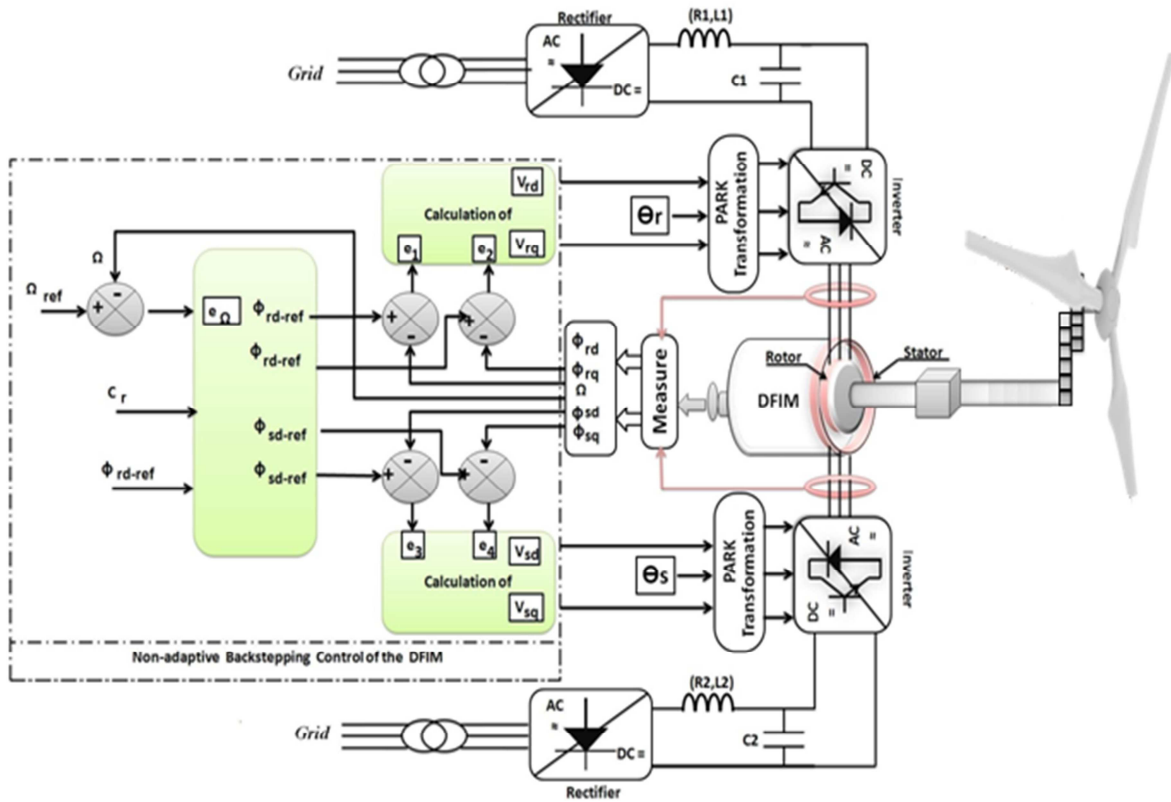 Rectifier
(R1,L1)
AC
≈
DC =
Grid
C1
PARK
Transformation
DC
=
AC
≈
Inverter
Vrd
Calculation of
Vrq
Θr
e1
e2
Ω
Ω ref
+
-
eΩ
ϕrd-ref
ϕrd-ref
ϕsd-ref
ϕsd-ref
Cr
ϕrd-ref
+
-
+
-
-
+
-
+
ϕrd
ϕrq
Ω
ϕsd
ϕsq
Measure
Rotor
Stator
DFIM
e3
e4
Vsd
Calculation of
Vsq
Θs
PARK
Transformation
AC
=
DC
=
Inverter
Non-adaptive Backstepping Control of the DFIM
(R2,L2)
AC
≈
DC =
Grid
C2
Rectifier